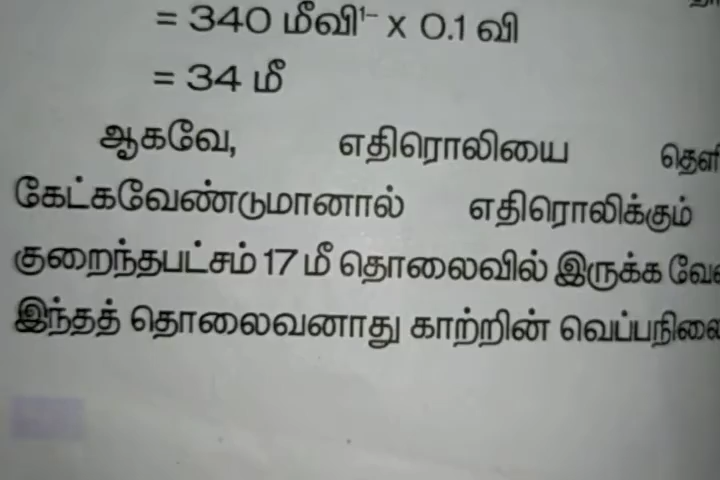 = 340 மீவி¹⁻ x 0.1 வி
= 34 மீ
ஆகவே, எதிரொலியை
கேட்கவேண்டுமானால் எதிரொலிக்கும்
குறைந்தபட்சம் 17 மீ தொலைவில் இருக்க
இந்தத் தொலைவனாது காற்றின்